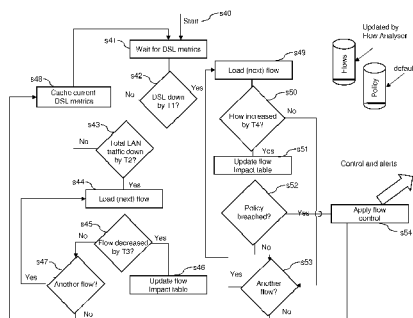 Start
s40
s41
Wait for DSL metrics
s42
DSL down
by T1?
No
Yes
s48
Cache current
DSL metrics
s43
Total LAN
traffic down
by T2?
No
Yes
s44
Load (next) flow
s45
Flow decreased
by T3?
No
Yes
s46
Update flow
Impact table
s47
Another flow?
Yes
No
s49
Load (next) flow
s50
Flow increased
by T4?
No
Yes
s51
Update flow
Impact table
s52
Policy
breached?
Yes
No
s53
Another
flow?
Yes
No
Apply flow
control
s54
Control and alerts
Updated by
Flow Analyser
Flows
Policy
defaul